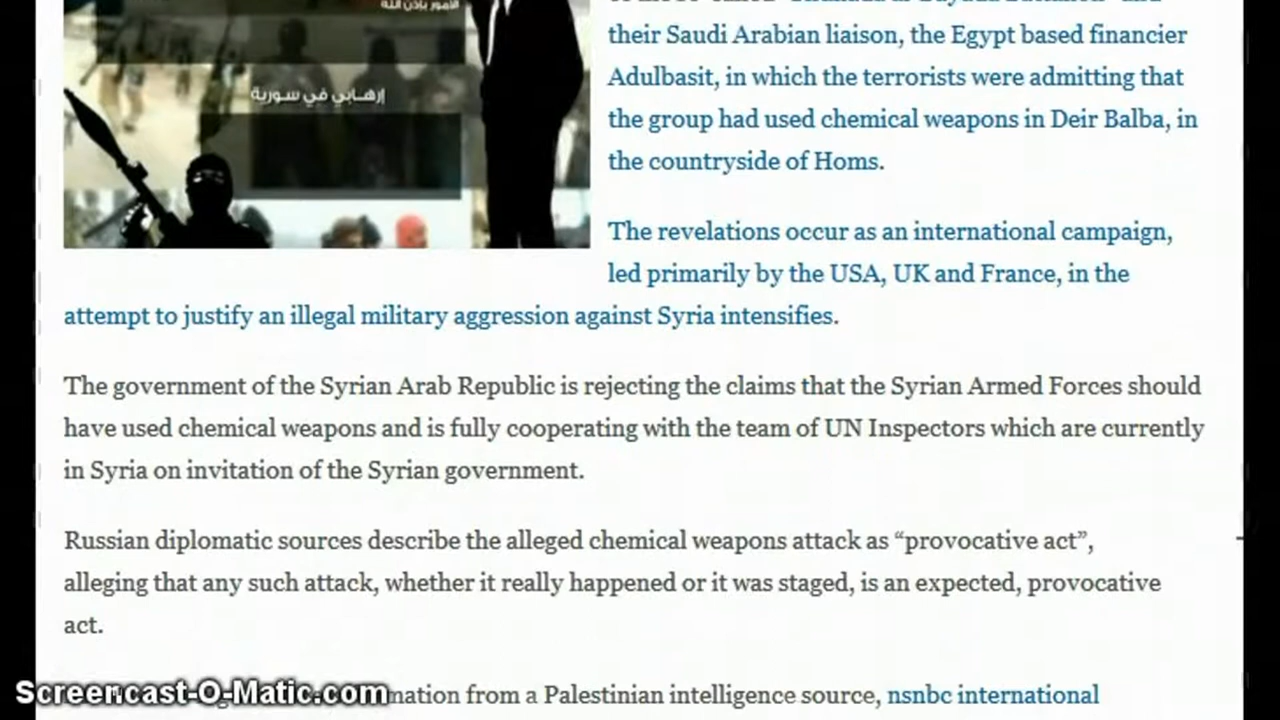 الأمور بإذن الله
their Saudi Arabian liaison, the Egypt based financier
Adulbasit, in which the terrorists were admitting that
إرهـابي في سورية
the group had used chemical weapons in Deir Balba, in
the countryside of Homs.
The revelations occur as an international campaign,
led primarily by the USA, UK and France, in the
attempt to justify an illegal military aggression against Syria intensifies.
The government of the Syrian Arab Republic is rejecting the claims that the Syrian Armed Forces should
have used chemical weapons and is fully cooperating with the team of UN Inspectors which are currently
in Syria on invitation of the Syrian government.
Russian diplomatic sources describe the alleged chemical weapons attack as “provocative act”,
alleging that any such attack, whether it really happened or it was staged, is an expected, provocative
act.
Screencast-O-Matic.com
mation from a Palestinian intelligence source, nsnbc international